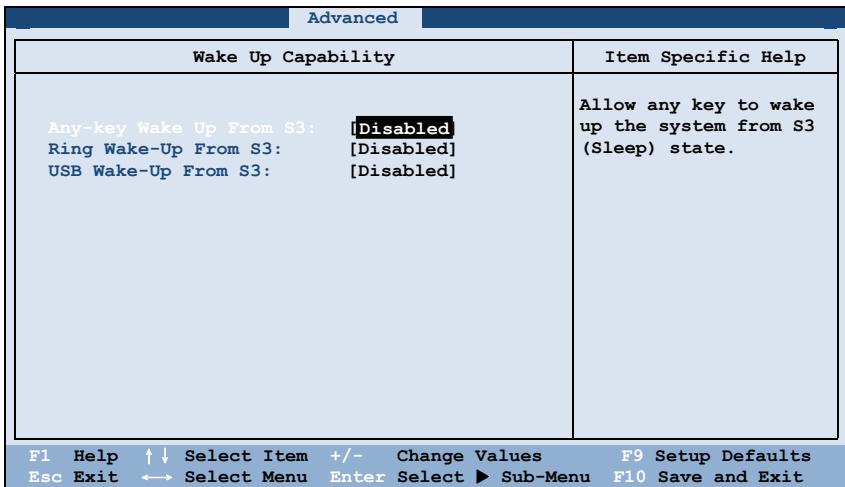 Advanced
Wake Up Capability
Item Specific Help
Any-key Wake Up From S3: [Disabled]
Ring Wake-Up From S3: [Disabled]
USB Wake-Up From S3: [Disabled]
Allow any key to wake
up the system from S3
(Sleep) state.
F1 Help ↑↓ Select Item +/- Change Values F9 Setup Defaults
Esc Exit ←→ Select Menu Enter Select ▶ Sub-Menu F10 Save and Exit